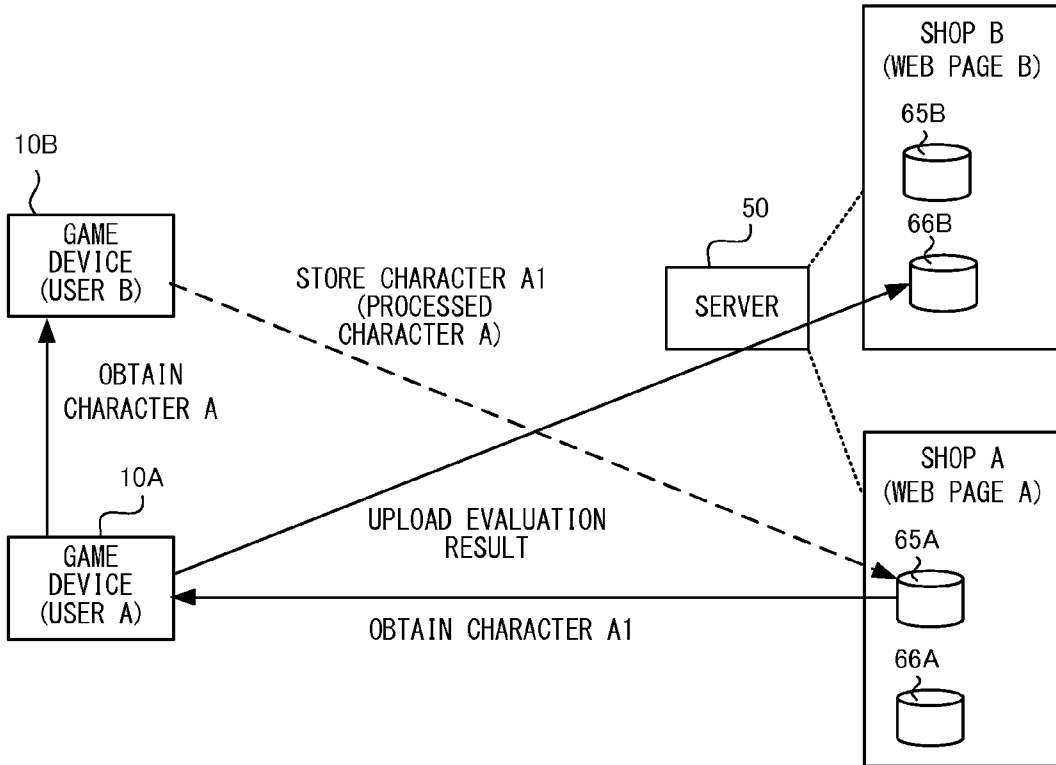 SHOP B
(WEB PAGE B)
65B
66B
10B
GAME
DEVICE
(USER B)
50
SERVER
STORE CHARACTER A1
(PROCESSED
CHARACTER A)
OBTAIN
CHARACTER A
10A
GAME
DEVICE
(USER A)
UPLOAD EVALUATION
RESULT
OBTAIN CHARACTER A1
SHOP A
(WEB PAGE A)
65A
66A